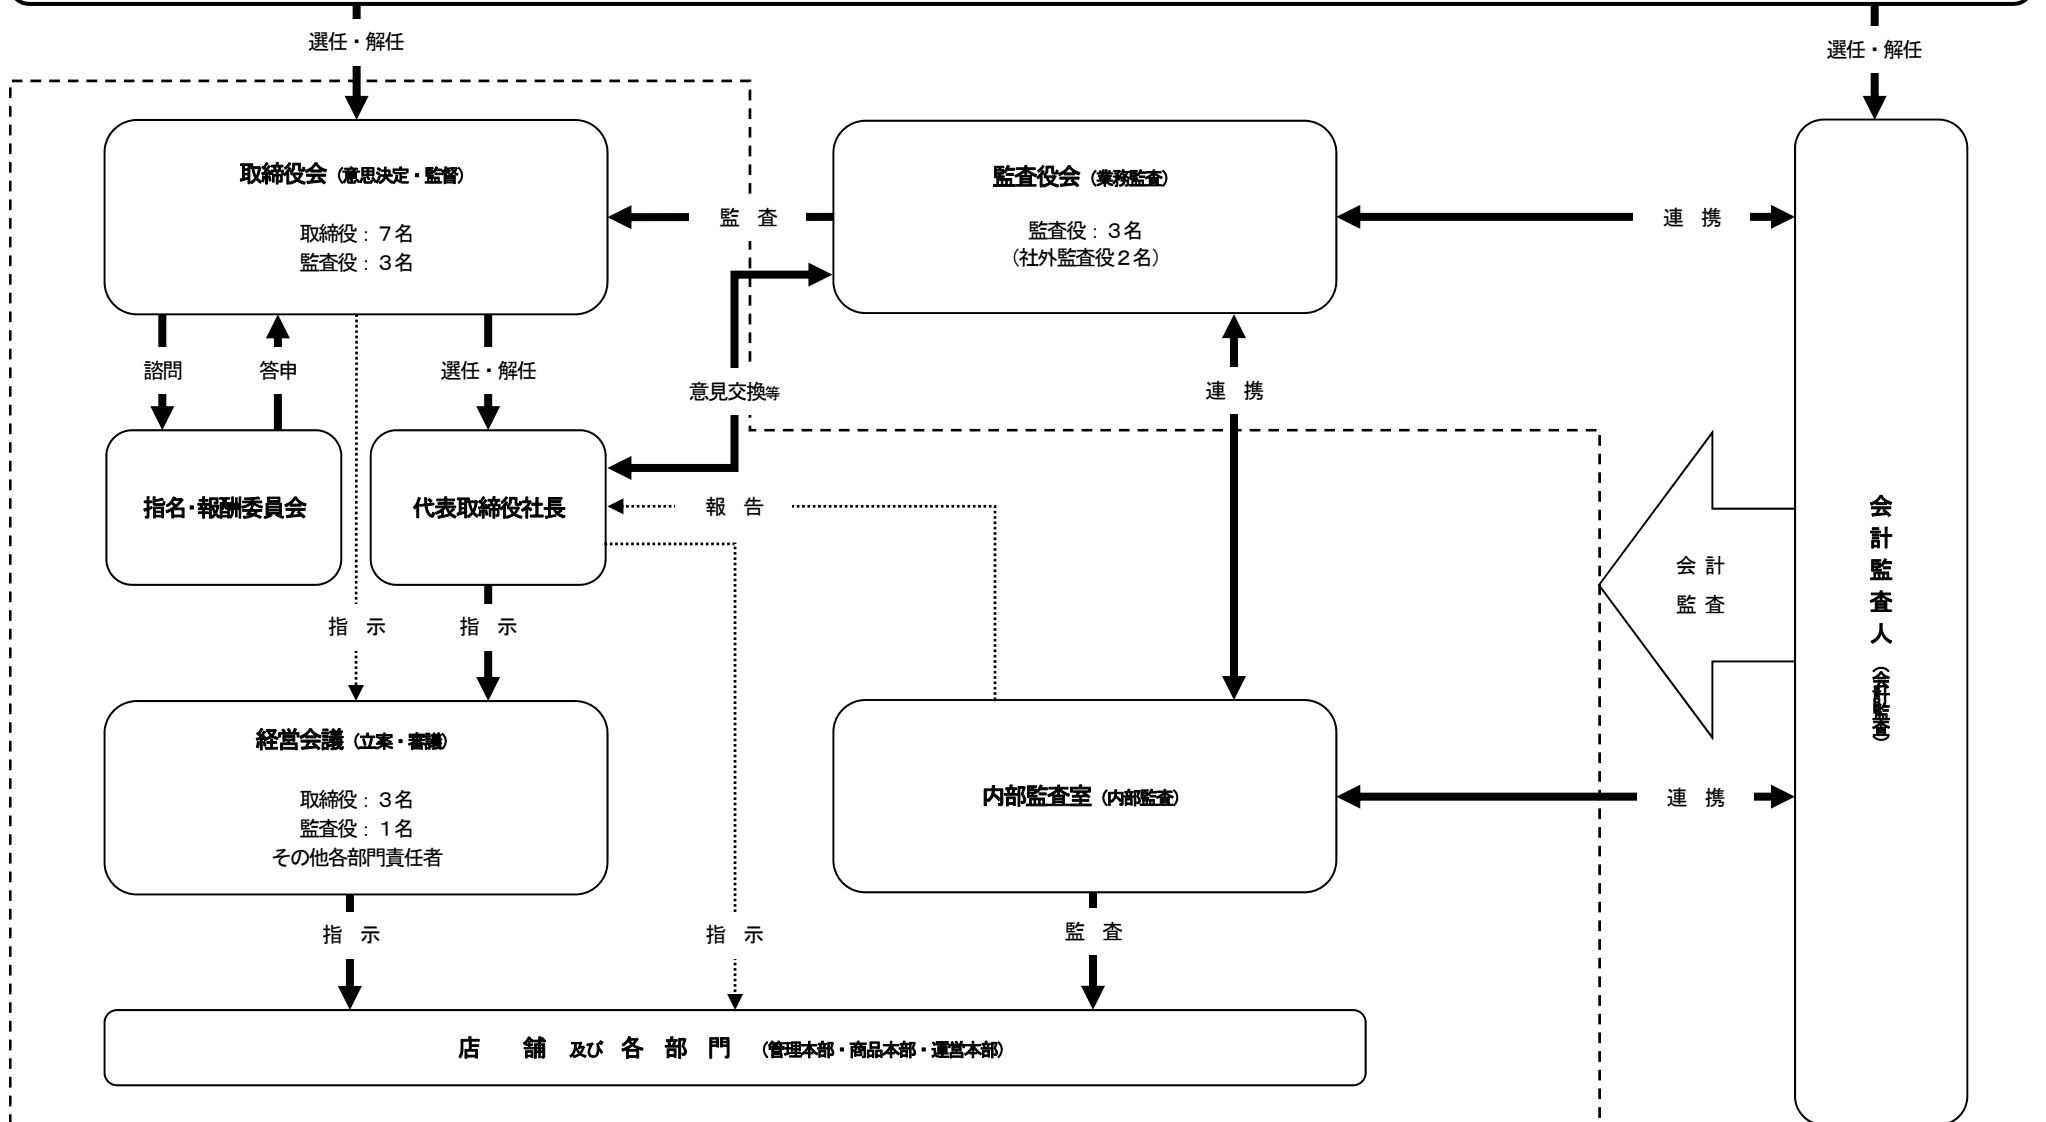 選任・解任
選任・解任
取締役会（意思決定・監督）
取締役：７名
監査役：３名
監　査
監査役会（業務監査）
監査役：３名
（社外監査役２名）
連　携
諮問
答申
選任・解任
意見交換等
連　携
指名・報酬委員会
代表取締役社長
報　告
会計
監査
会計監査人（会計監査）
指　示
指　示
経営会議（立案・審議）
取締役：３名
監査役：１名
その他各部門責任者
内部監査室（内部監査）
連　携
指　示
指　示
監　査
店　舗　及び　各　部　門　（管理本部・商品本部・運営本部）